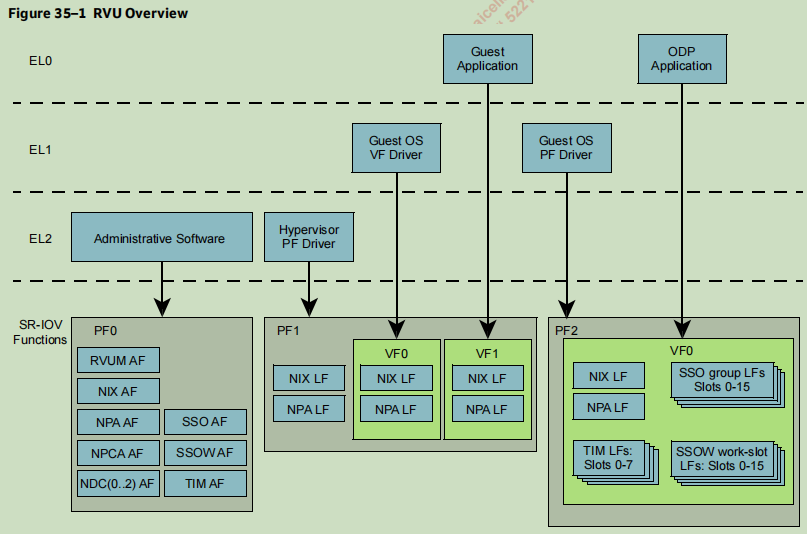 Figure 35–1 RVU Overview
EL0
Guest
Application
ODP
Application
EL1
Guest OS
VF Driver
Guest OS
PF Driver
EL2
Administrative Software
Hypervisor
PF Driver
SR-IOV
Functions
PF0
RVUM AF
NIX AF
NPA AF
SSO AF
NPCA AF
SSOW AF
NDC(0..2) AF
TIM AF
PF1
NIX LF
NPA LF
VF0
NIX LF
NPA LF
VF1
NIX LF
NPA LF
PF2
VF0
NIX LF
NPA LF
SSO group LFs
Slots 0-15
TIM LFs:
Slots 0-7
SSOW work-slot
LFs: Slots 0-15